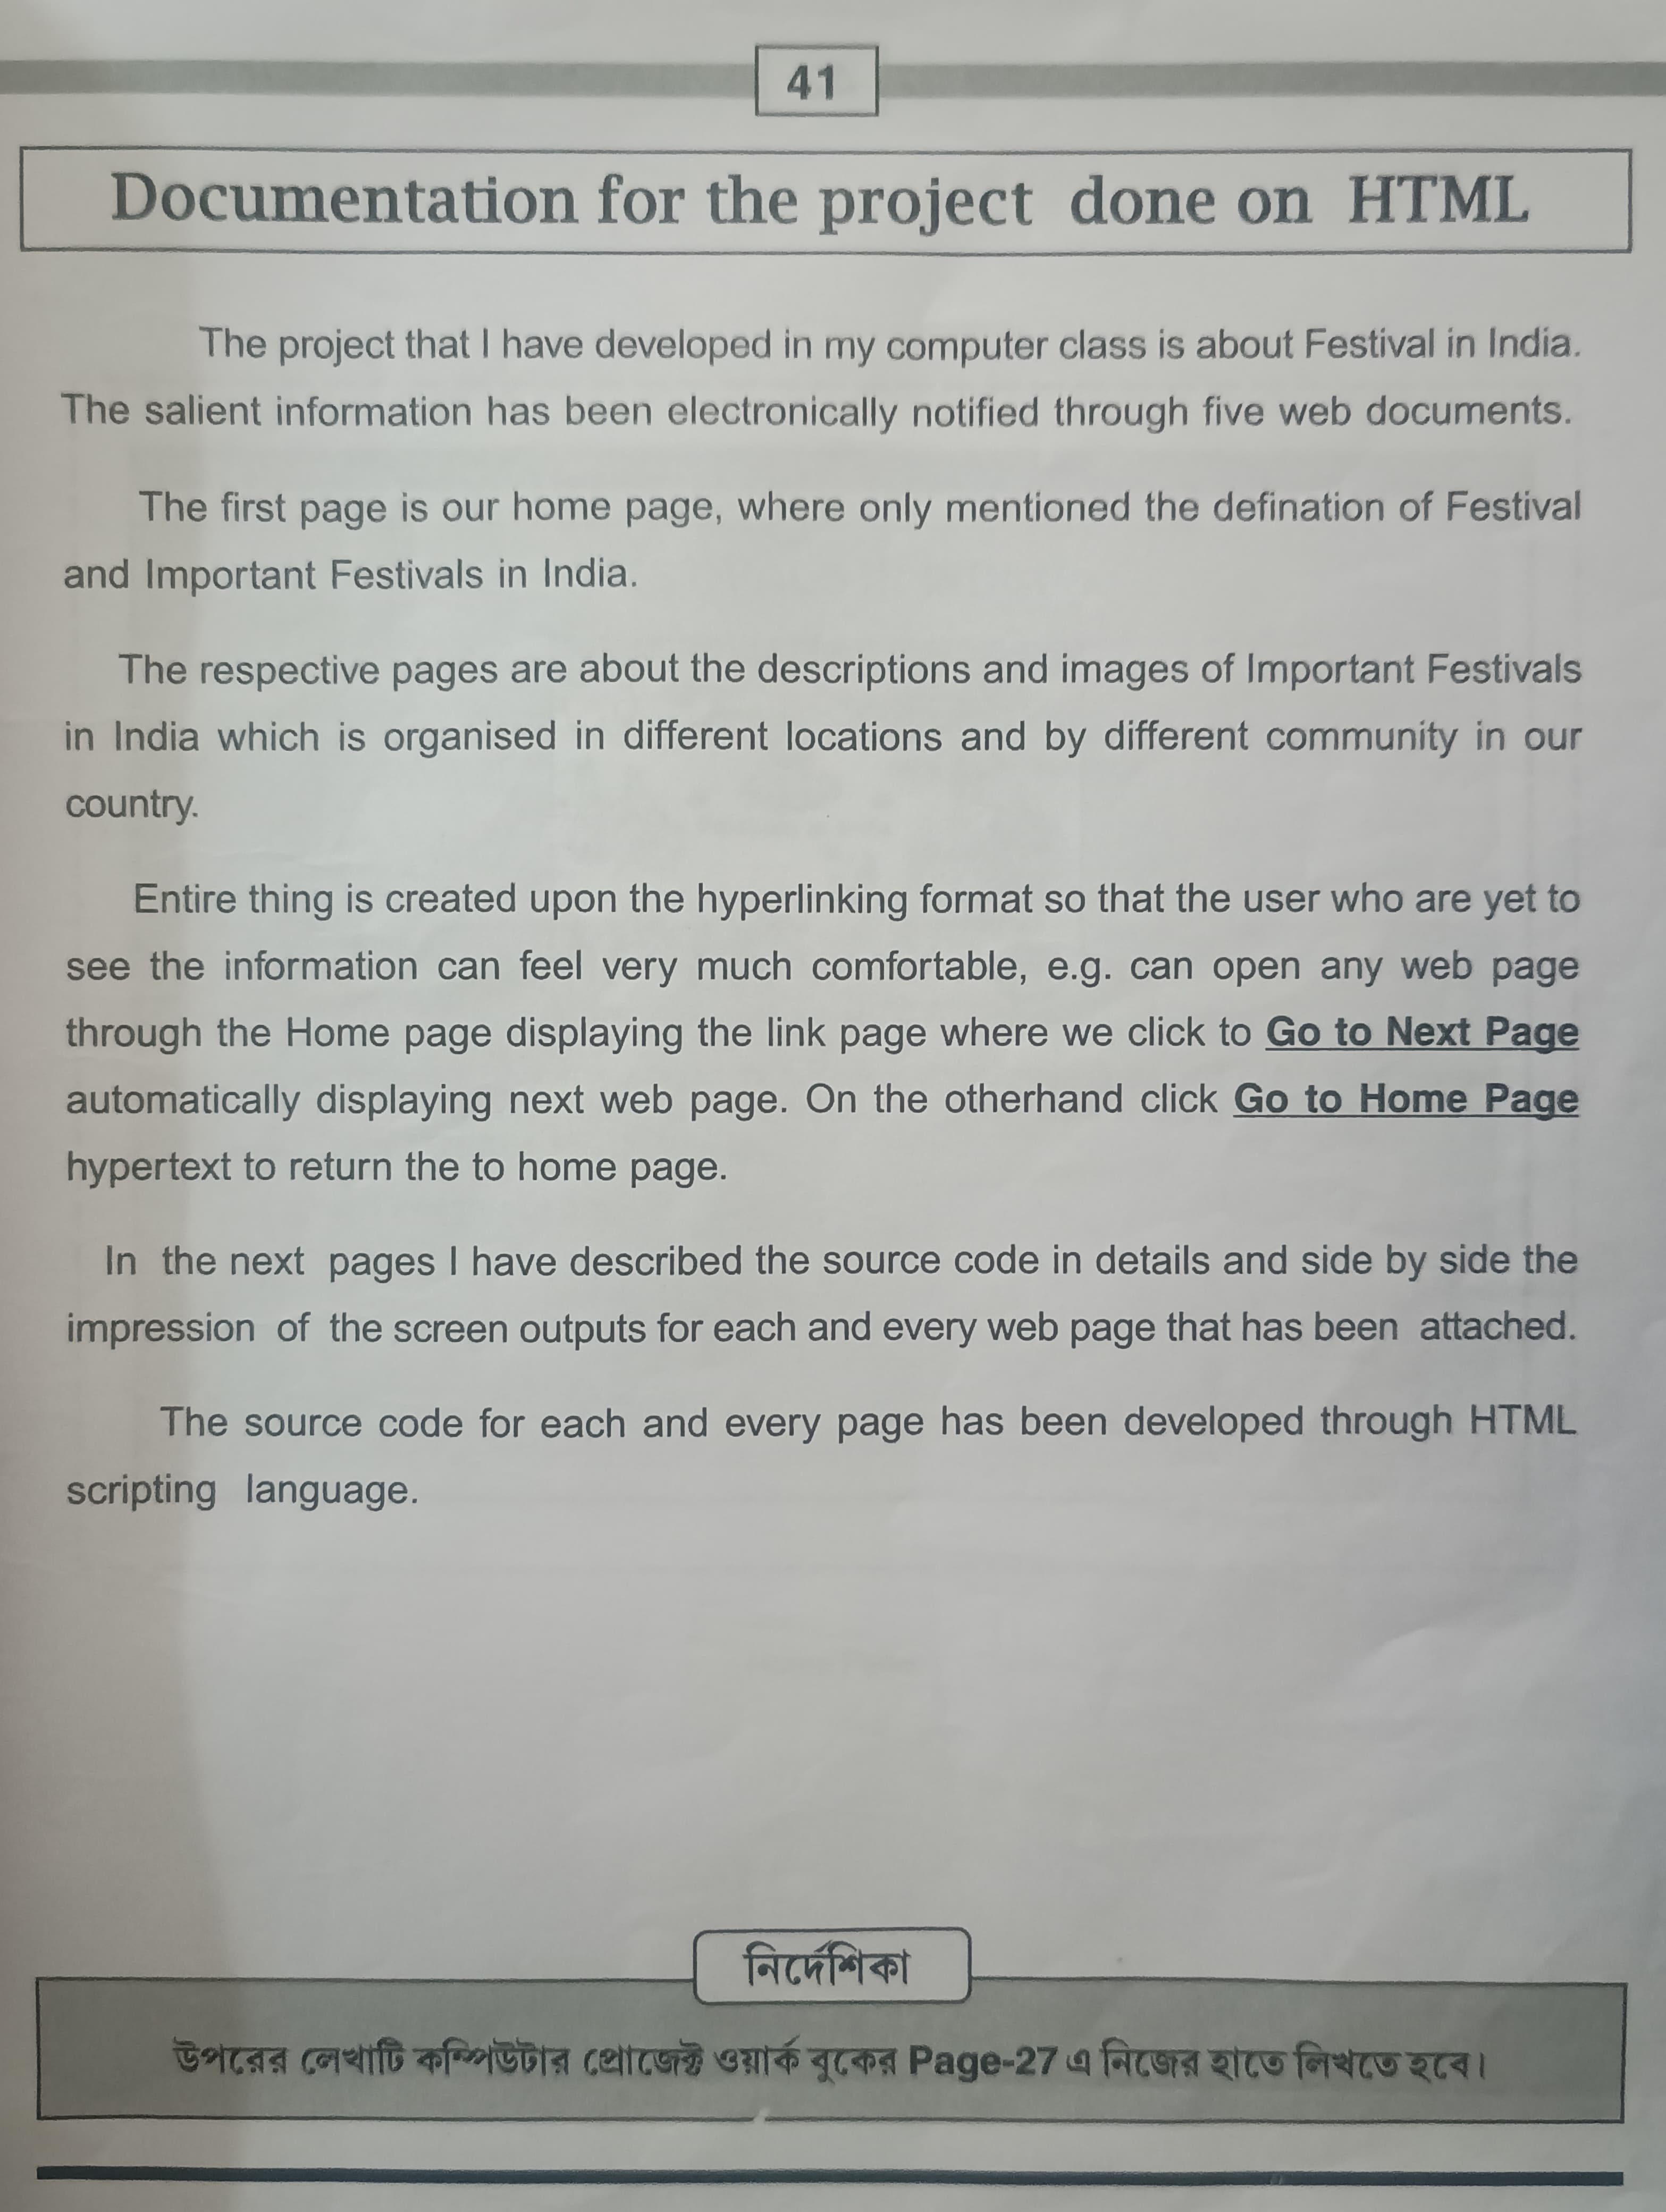 41
Documentation for the project done on HTML
The project that I have developed in my computer class is about Festival in India.
The salient information has been electronically notified through five web documents.
The first page is our home page, where only mentioned the defination of Festival
and Important Festivals in India.
The respective pages are about the descriptions and images of Important Festivals
in India which is organised in different locations and by different community in our
country.
Entire thing is created upon the hyperlinking format so that the user who are yet to
see the information can feel very much comfortable, e.g. can open any web page
through the Home page displaying the link page where we click to Go to Next Page
automatically displaying next web page. On the otherhand click Go to Home Page
hypertext to return the to home page.
In the next pages I have described the source code in details and side by side the
impression of the screen outputs for each and every web page that has been attached.
The source code for each and every page has been developed through HTML
scripting language.
নির্দেশিকা
উপরের লেখাটি কম্পিউটার প্রোজেক্ট ওয়ার্ক বুকের Page-27 এ নিজের হাতে লিখতে হবে।